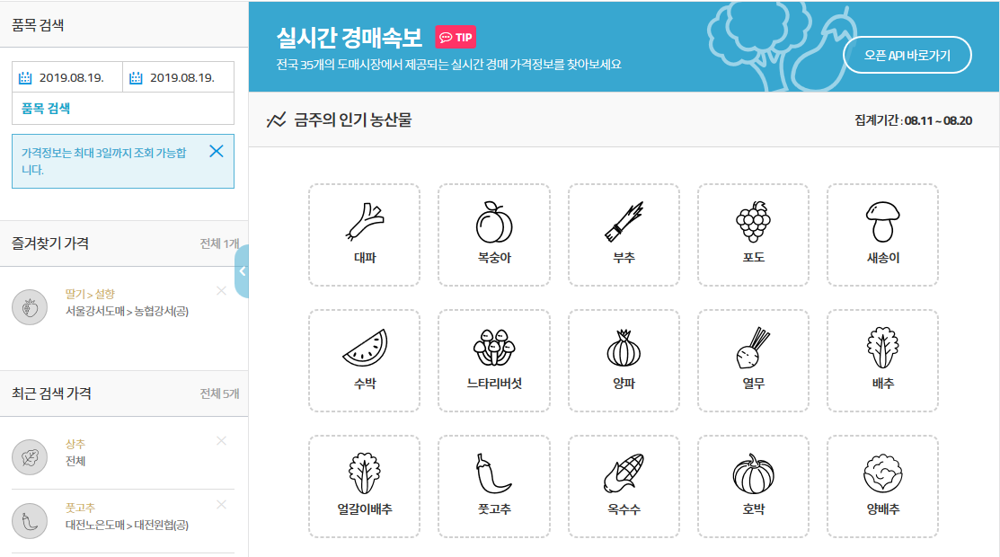 품목 검색
2019.08.19.
2019.08.19.
품목 검색
가격정보는 최대 3일까지 조회 가능합
니다.
즐겨찾기 가격
전체 1개
딸기 > 설향
서울강서도매 > 농협강서(공)
최근 검색 가격
전체 5개
상추
전체
풋고추
대전노은도매 > 대전원협(공)
실시간 경매속보
TIP
전국 35개의 도매시장에서 제공되는 실시간 경매 가격정보를 찾아보세요
오픈 API 바로가기
금주의 인기 농산물
집계기간 : 08.11 ~ 08.20
대파
복숭아
부추
포도
새송이
수박
느타리버섯
양파
열무
배추
얼갈이배추
풋고추
옥수수
호박
양배추